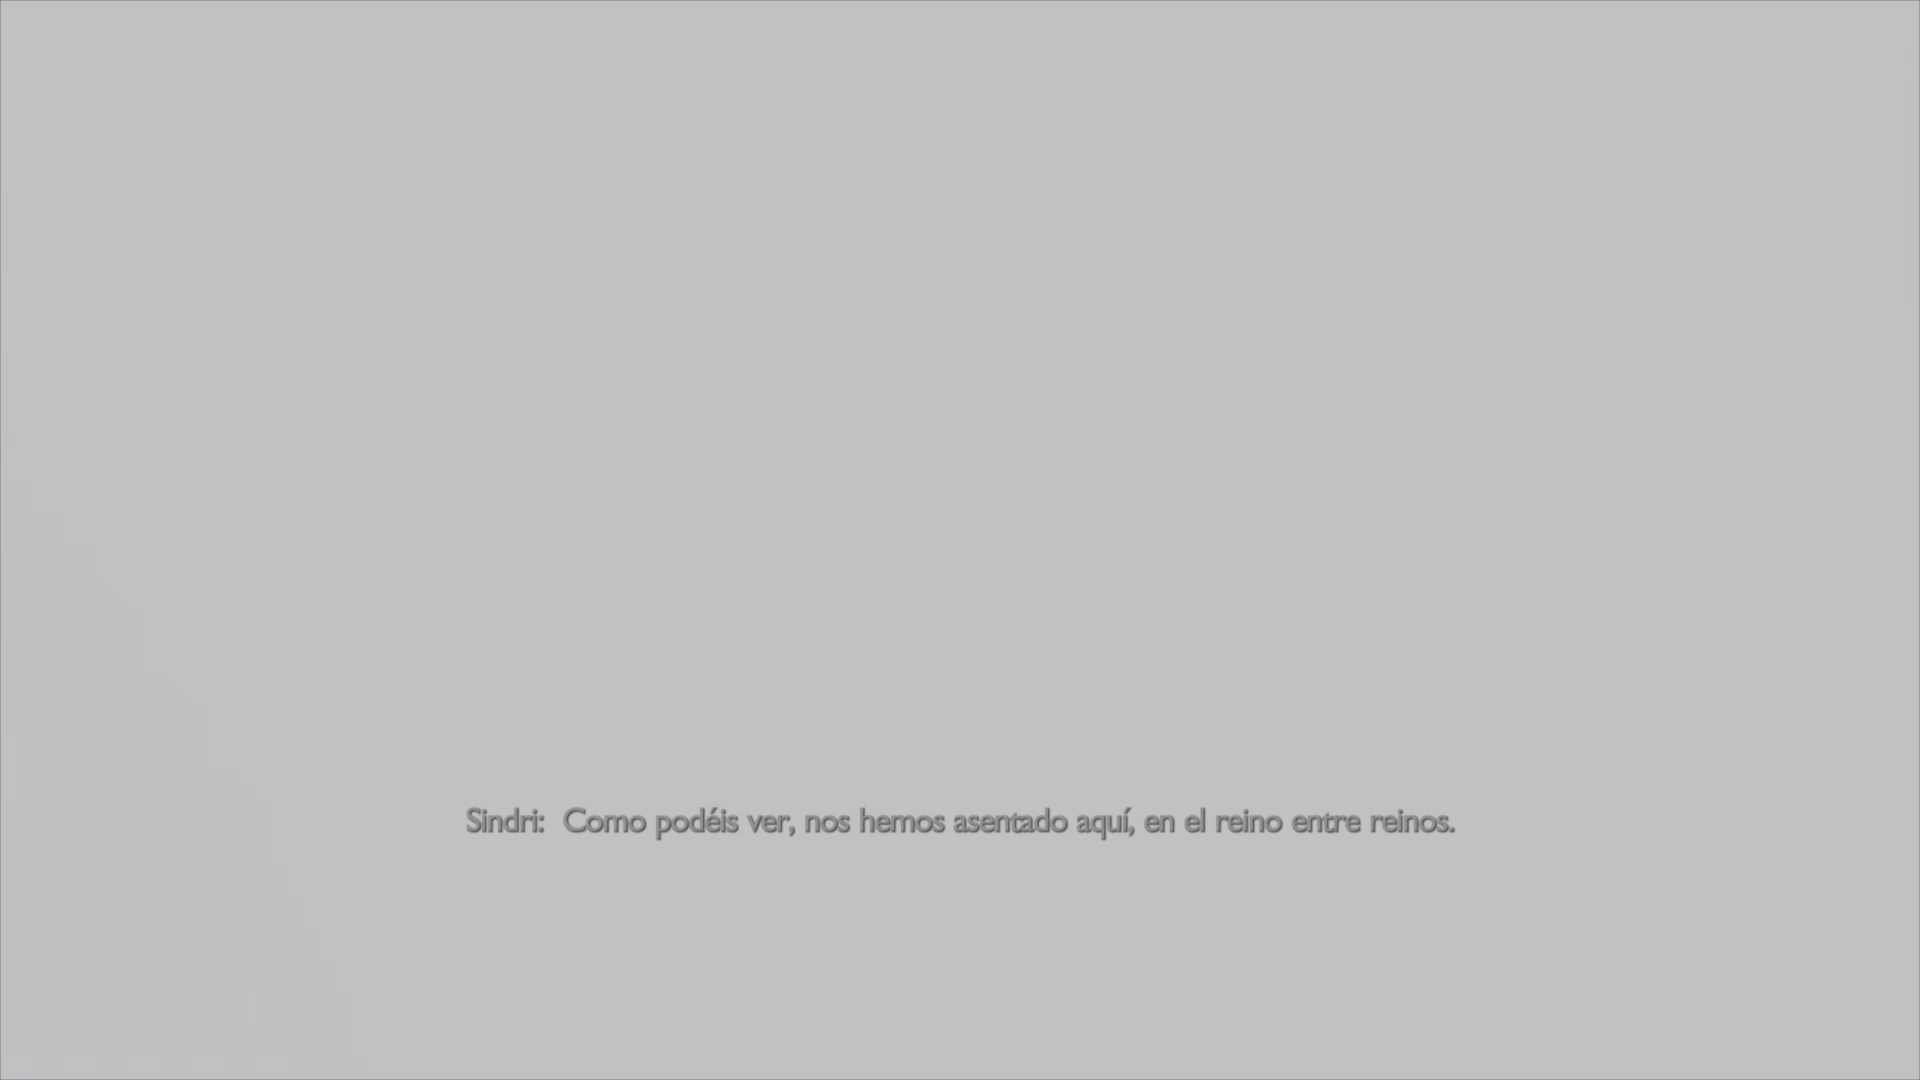 Sindri:  Como podéis ver, nos hemos asentado aquí, en el reino entre reinos.